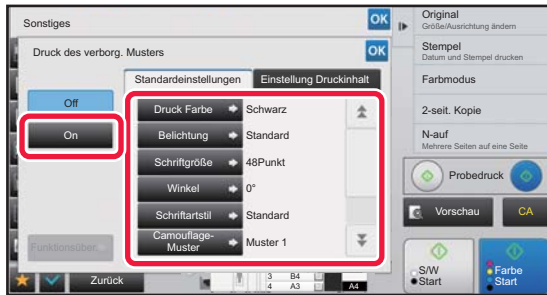 Sonstiges
OK
Druck des verborg. Musters
OK
Standardeinstellungen
Einstellung Druckinhalt
Off
On
Druck Farbe
Schwarz
Belichtung
Standard
Schriftgröße
48Punkt
Winkel
0°
Schriftartstil
Standard
Camouflage-
Muster
Muster 1
Funktionsüber.
Zurück
3 B4
4 A3
A4
Original
Größe/Ausrichtung ändern
Stempel
Datum und Stempel drucken
Farbmodus
2-seit. Kopie
N-auf
Mehrere Seiten auf eine Seite
Probedruck
Vorschau
CA
S/W
Start
Farbe
Start